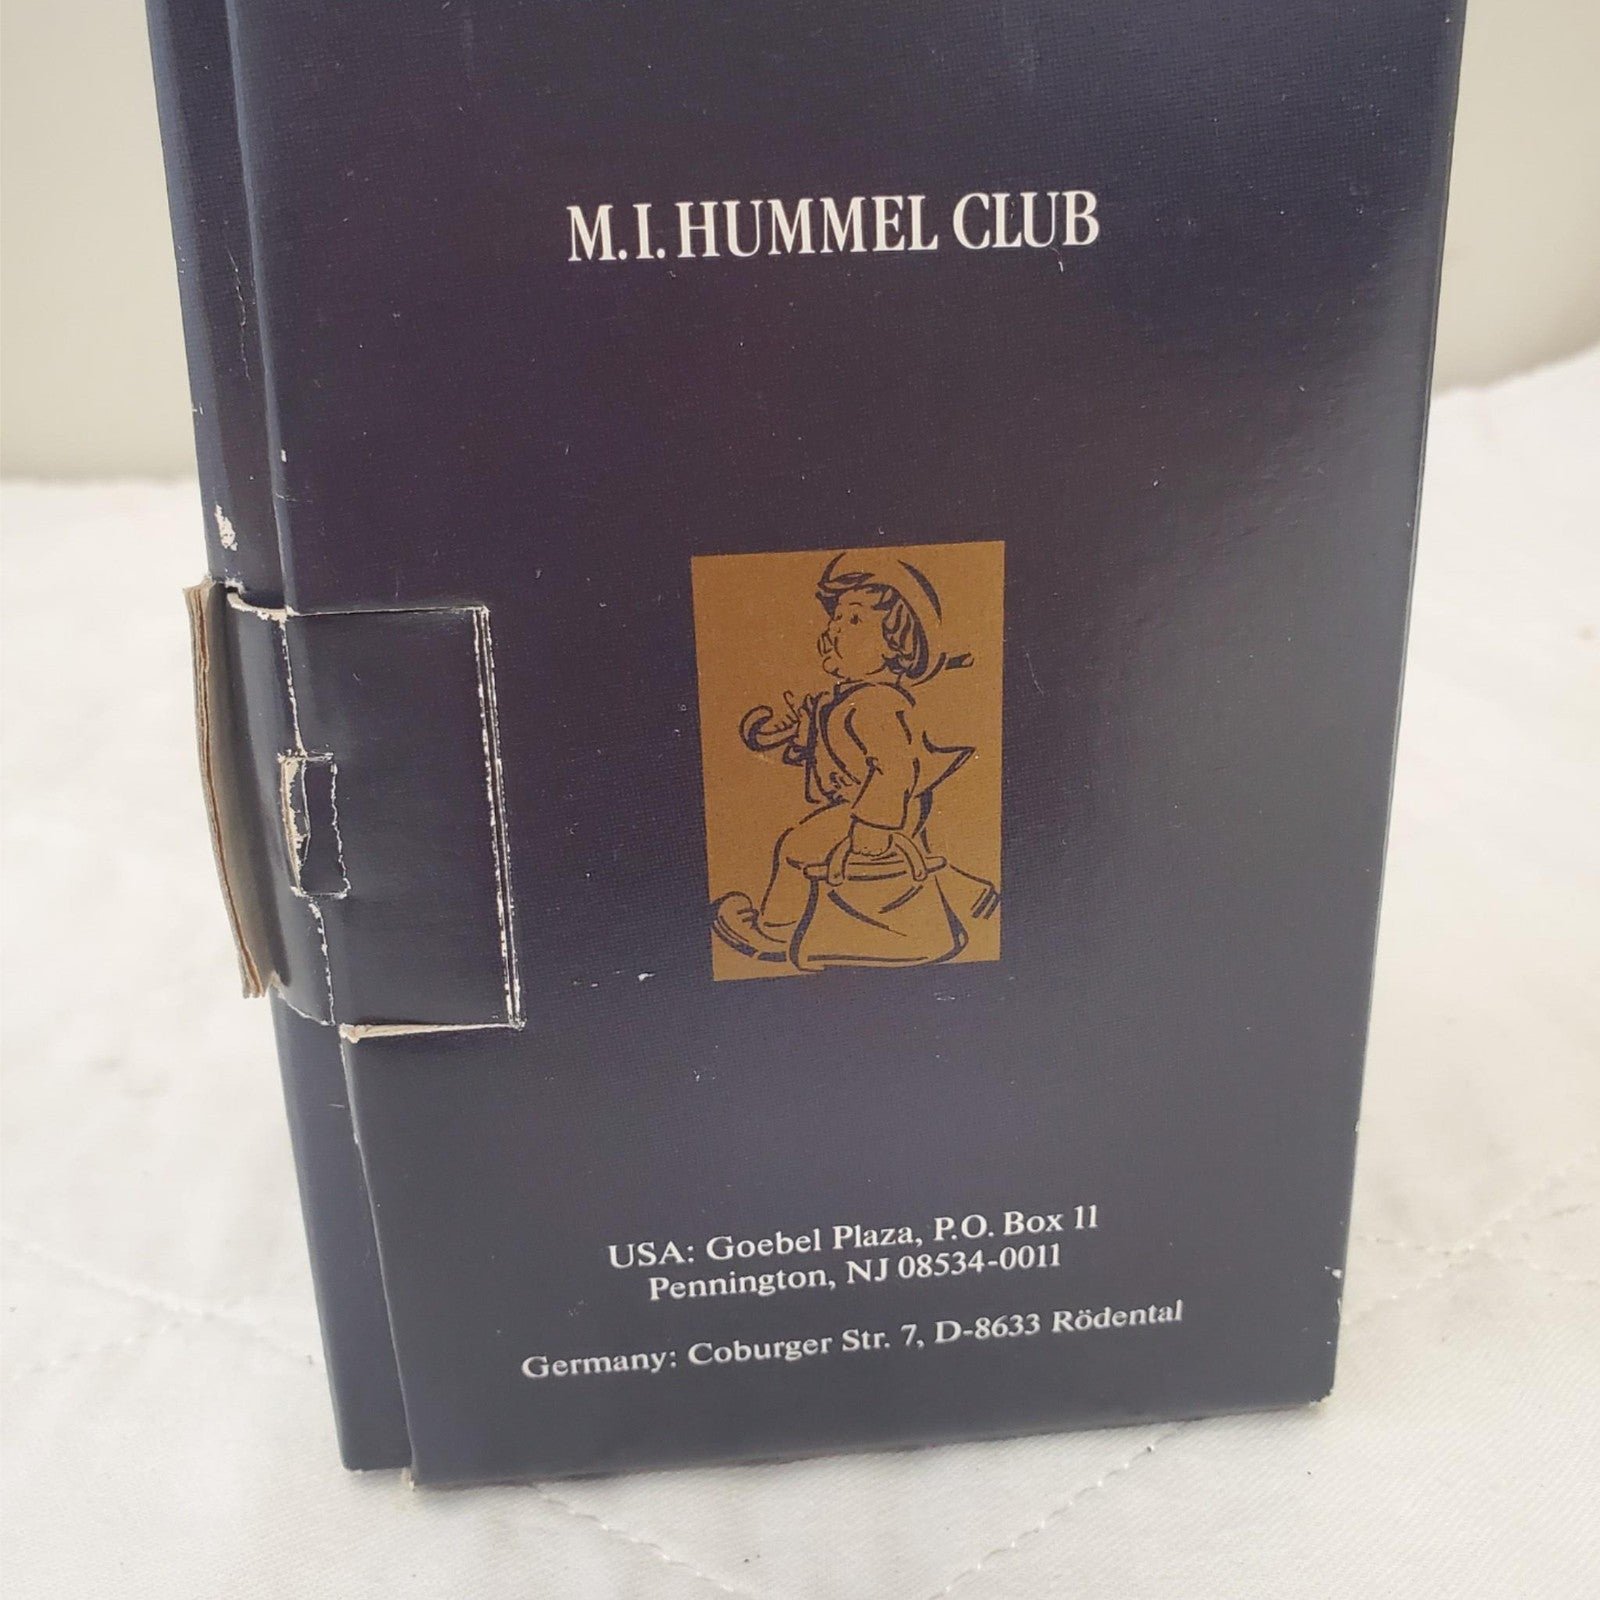 M.I. HUMMEL CLUB
USA: Goebel Plaza, P.O. Box 11
Pennington, NJ 08534-0011
Germany: Coburger Str. 7, D-8633 Rödental